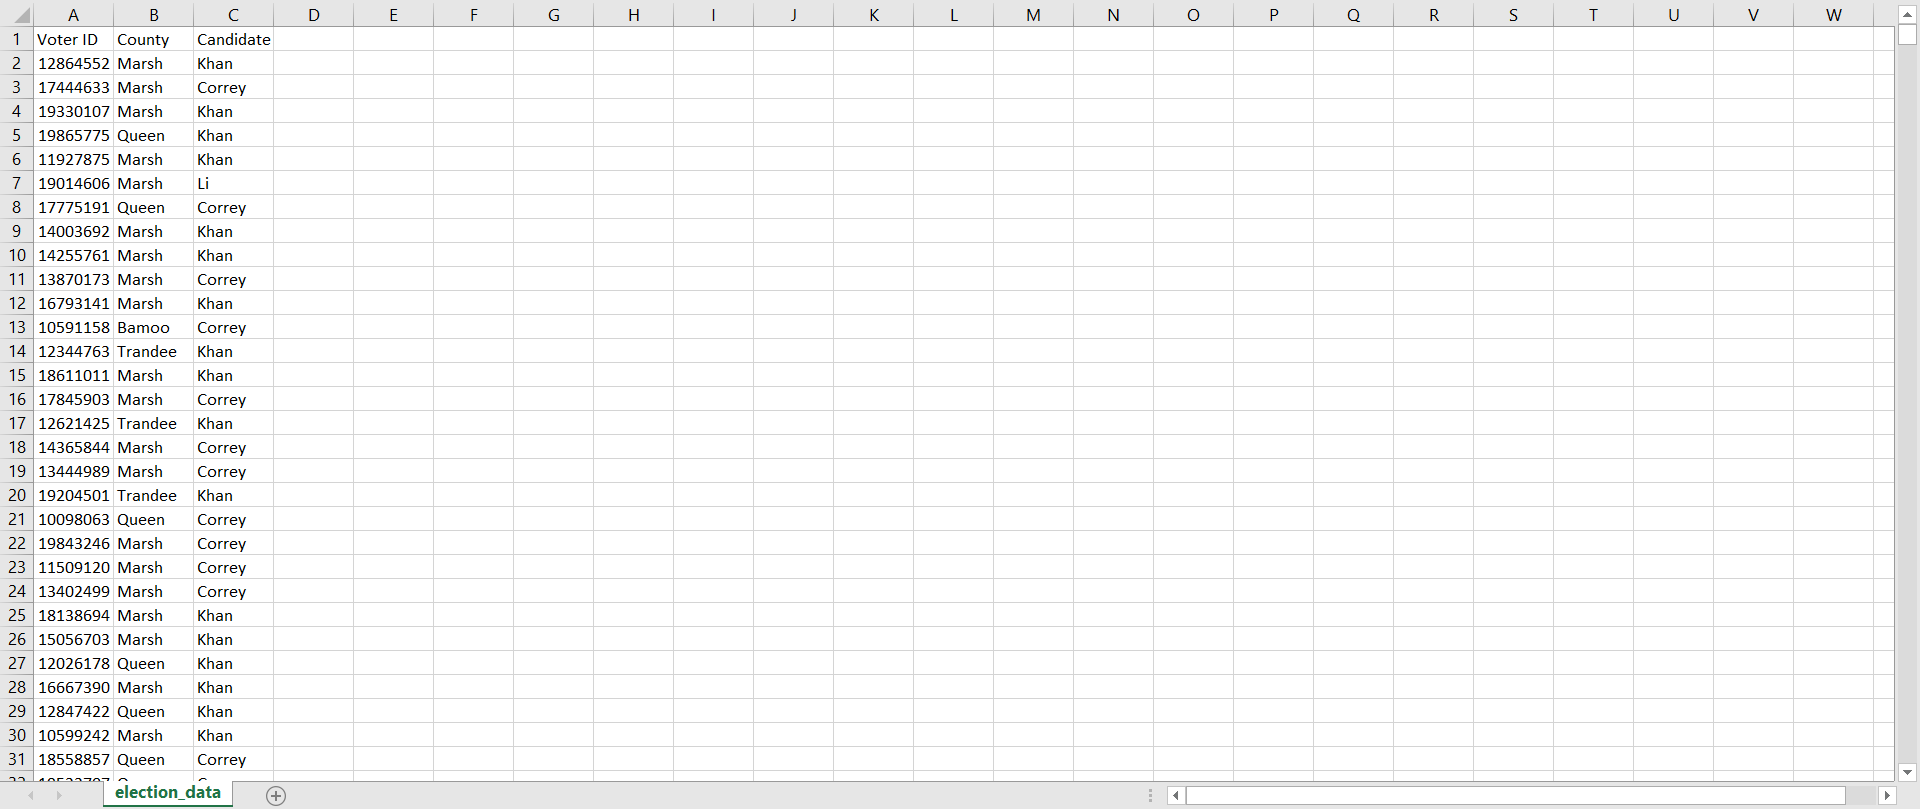 A B C D E F G H I J K L M N O P Q R S T U V W
1 Voter ID County Candidate
2 12864552 Marsh Khan
3 17444633 Marsh Correy
4 19330107 Marsh Khan
5 19865775 Queen Khan
6 11927875 Marsh Khan
7 19014606 Marsh Li
8 17775191 Queen Correy
9 14003692 Marsh Khan
10 14255761 Marsh Khan
11 13870173 Marsh Correy
12 16793141 Marsh Khan
13 10591158 Bamoo Correy
14 12344763 Trandee Khan
15 18611011 Marsh Khan
16 17845903 Marsh Correy
17 12621425 Trandee Khan
18 14365844 Marsh Correy
19 13444989 Marsh Correy
20 19204501 Trandee Khan
21 10098063 Queen Correy
22 19843246 Marsh Correy
23 11509120 Marsh Correy
24 13402499 Marsh Correy
25 18138694 Marsh Khan
26 15056703 Marsh Khan
27 12026178 Queen Khan
28 16667390 Marsh Khan
29 12847422 Queen Khan
30 10599242 Marsh Khan
31 18558857 Queen Correy
election_data